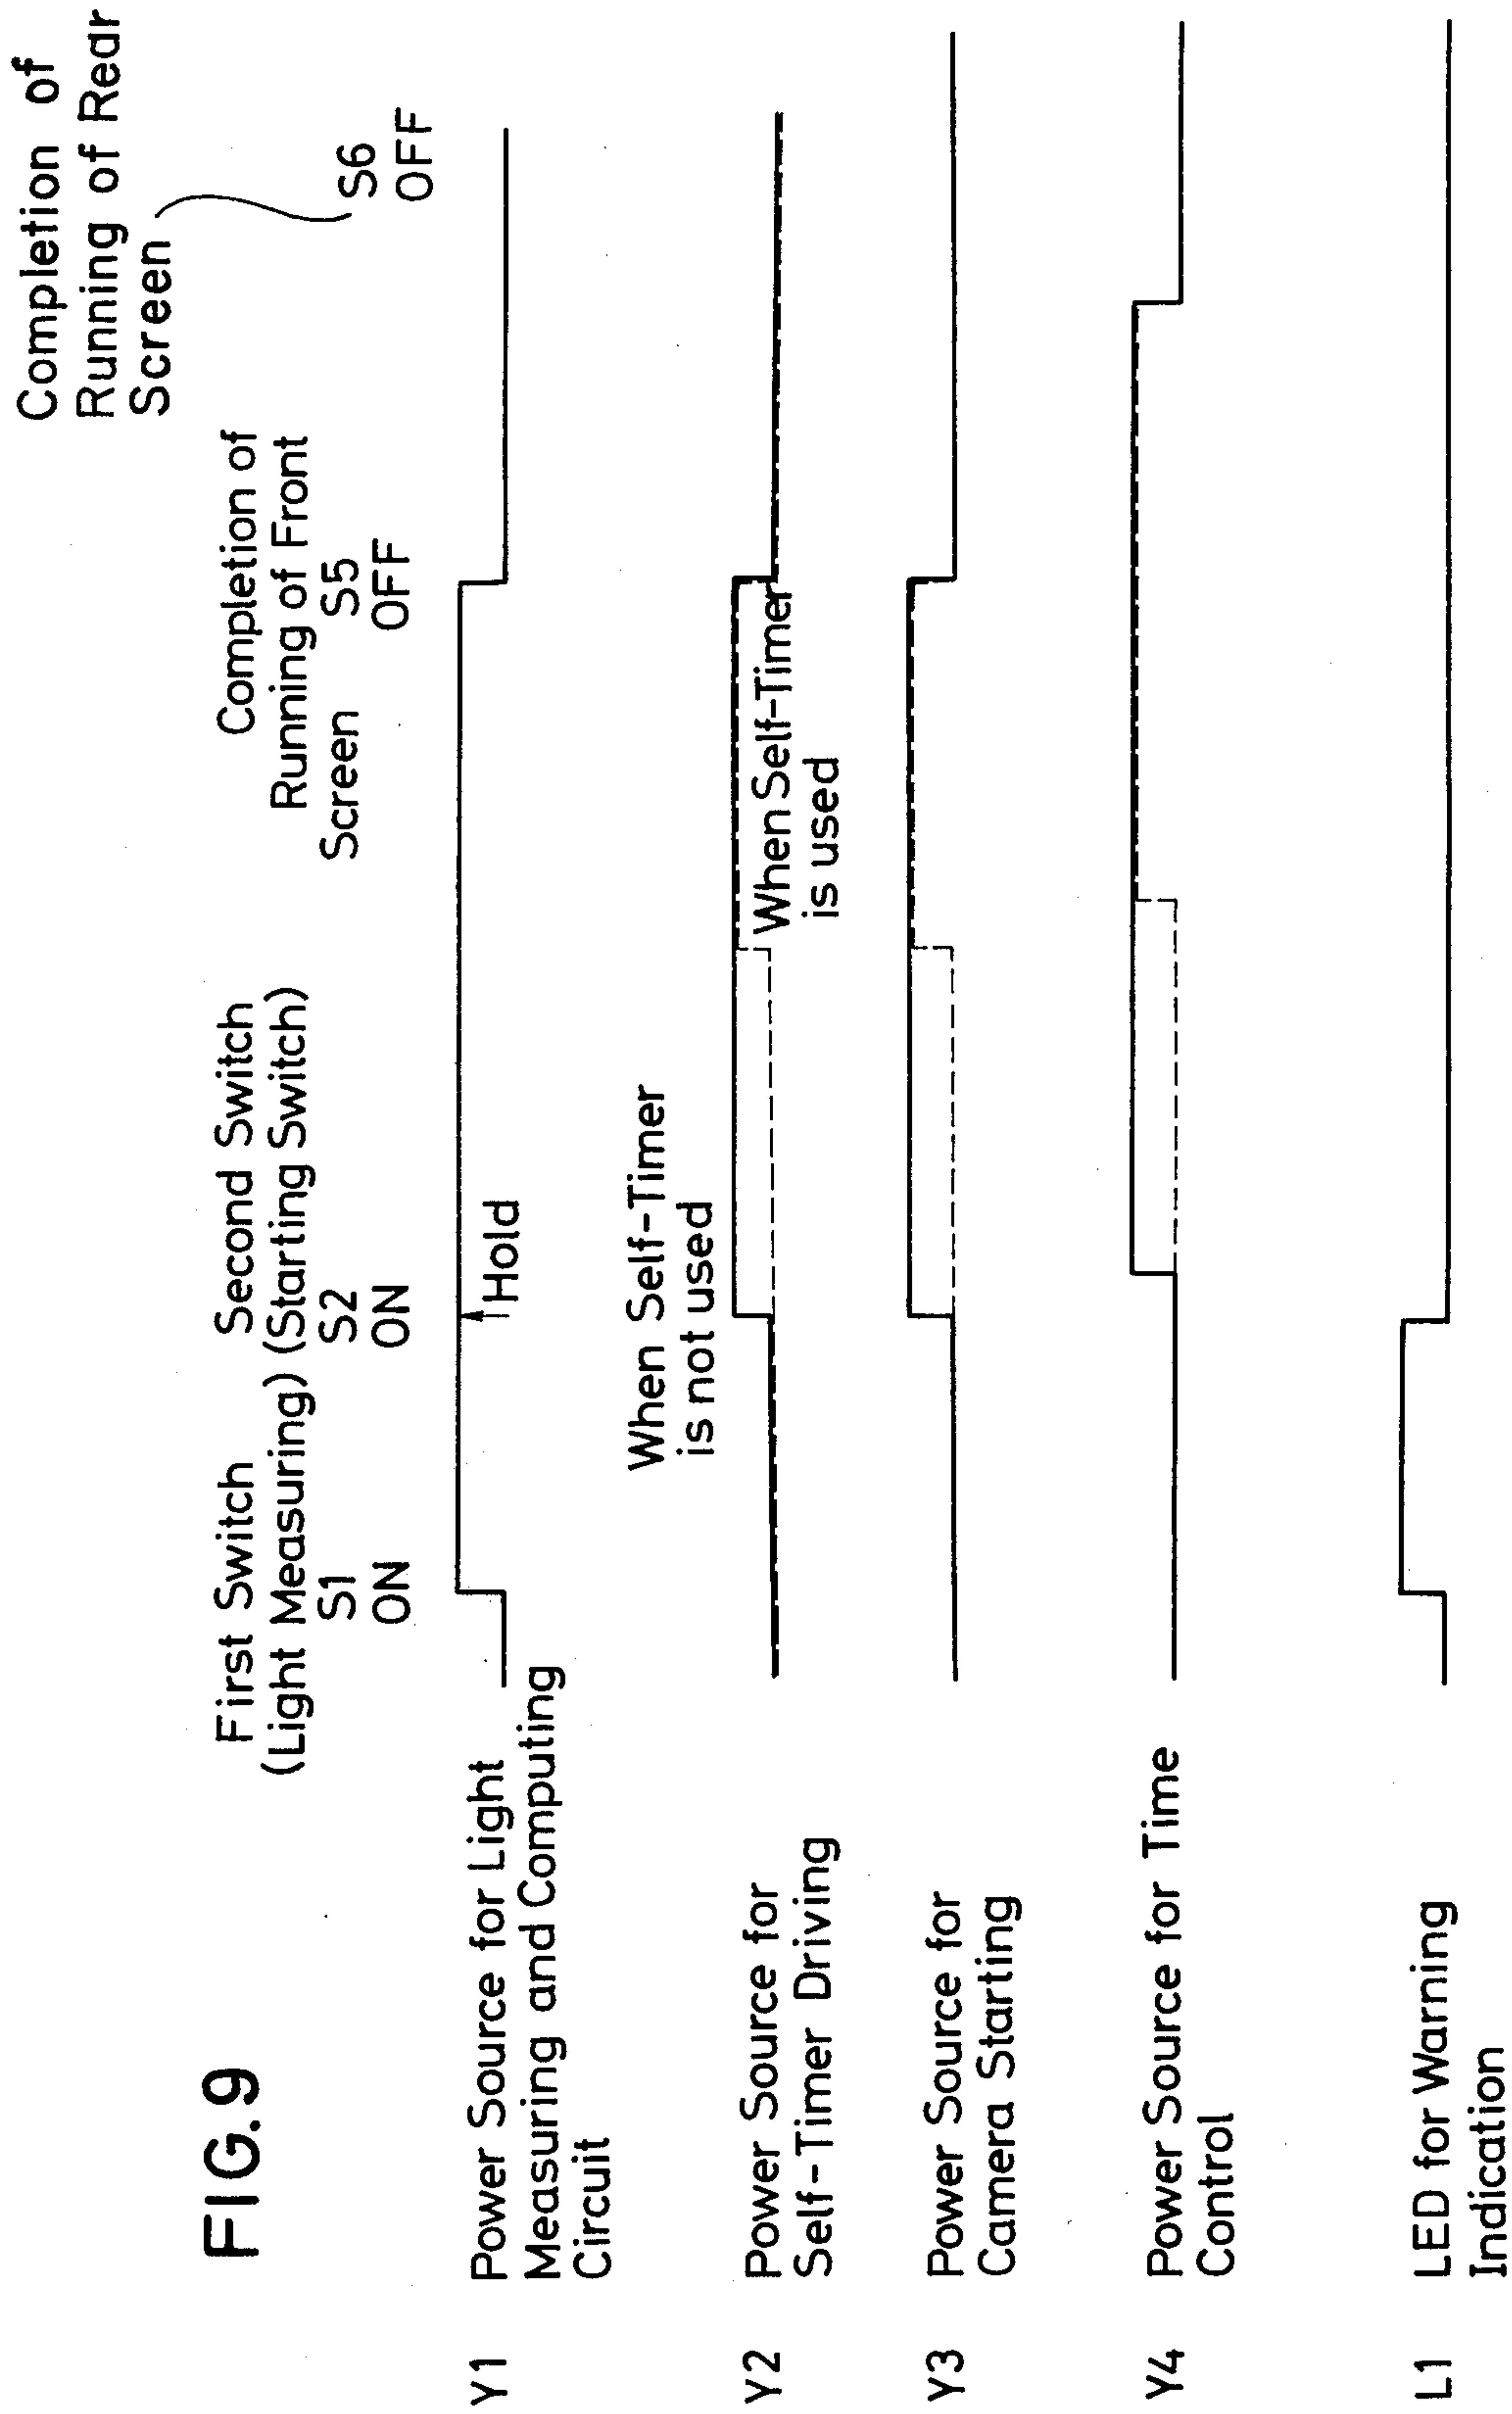 FIG.9
First Switch
(Light Measuring)
S1
ON
Second Switch
(Starting Switch)
S2
ON
Completion of
Running of Front
Screen S5
OFF
Completion of
Running of Rear
Screen
S6
OFF
Y1 Power Source for Light
Measuring and Computing
Circuit
Hold
When Self-Timer
is not used
Y2 Power Source for
Self-Timer Driving
When Self-Timer
is used
Y3 Power Source for
Camera Starting
Y4 Power Source for Time
Control
L1 LED for Warning
Indication